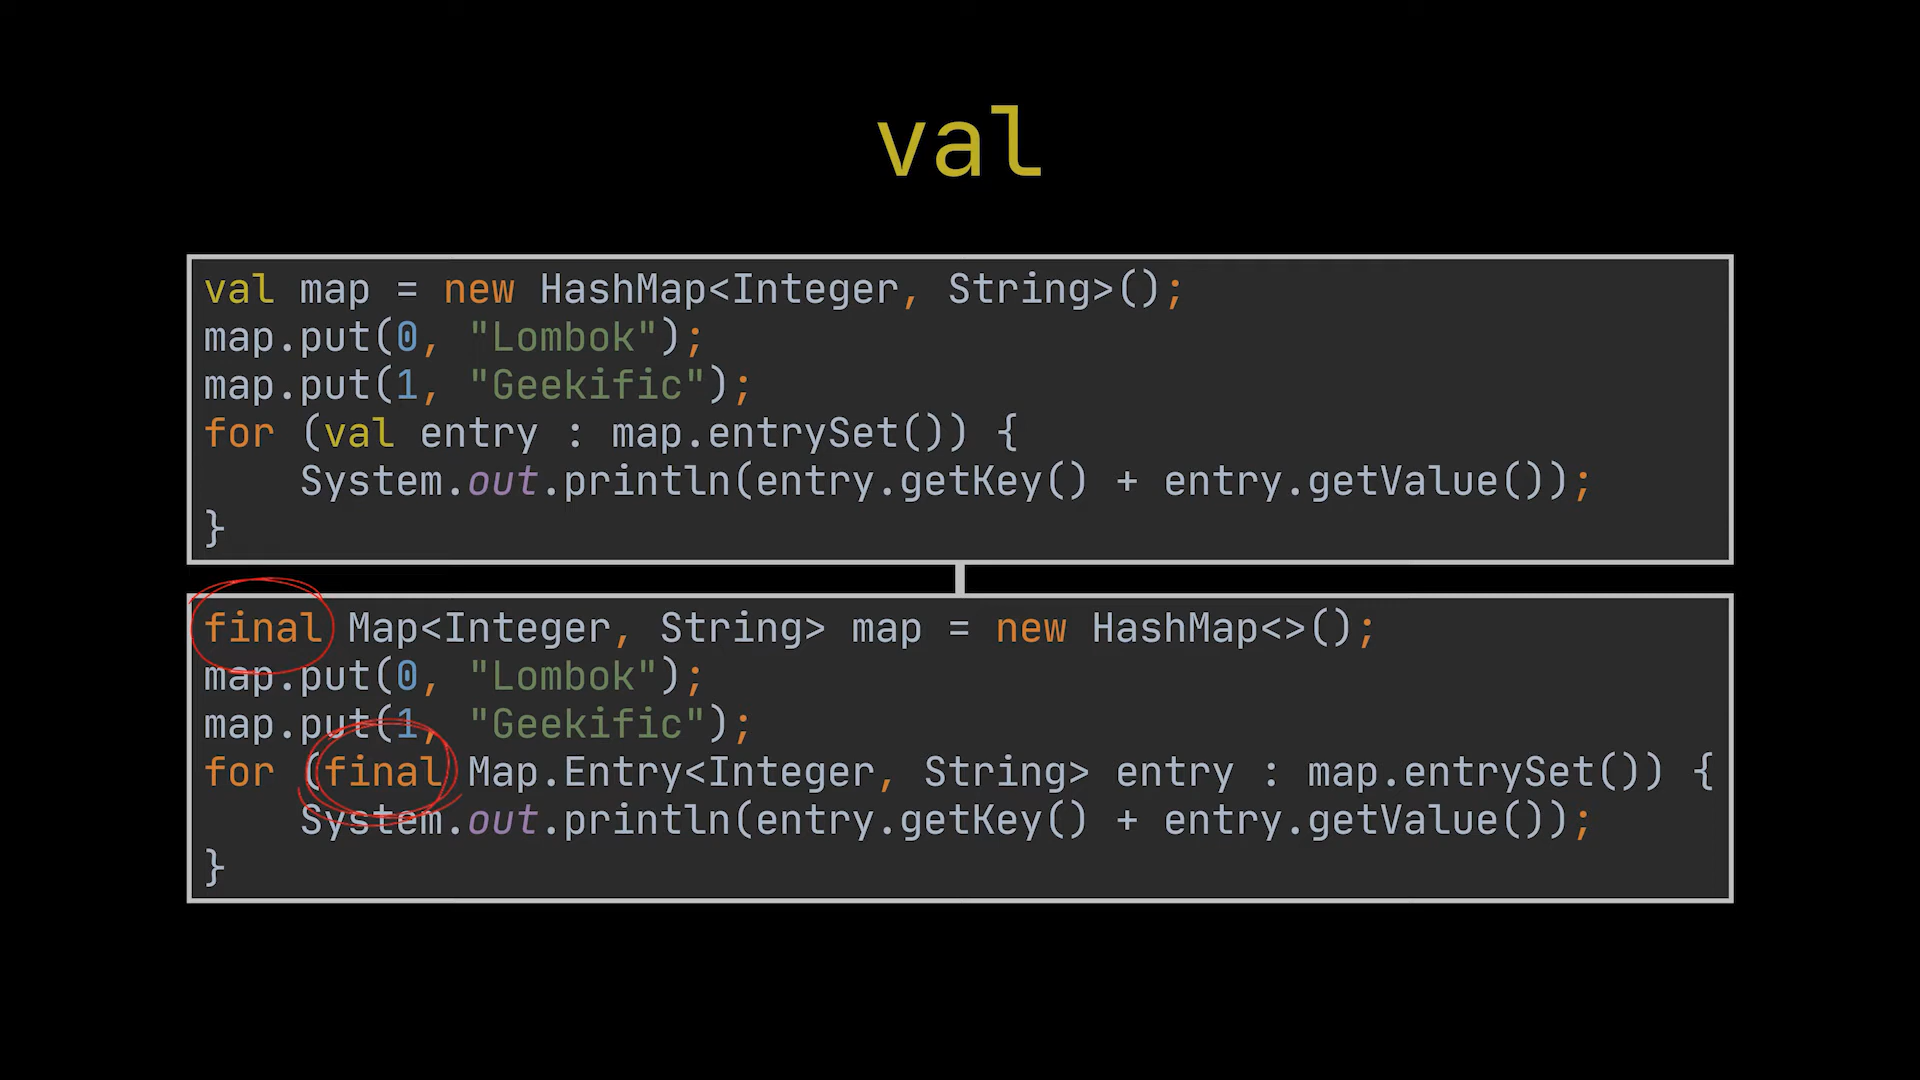 val
val map = new HashMap<Integer, String>();
map.put(0, "Lombok");
map.put(1, "Geekific");
for (val entry : map.entrySet()) {
    System.out.println(entry.getKey() + entry.getValue());
}
final Map<Integer, String> map = new HashMap<>();
map.put(0, "Lombok");
map.put(1, "Geekific");
for (final Map.Entry<Integer, String> entry : map.entrySet()) {
    System.out.println(entry.getKey() + entry.getValue());
}